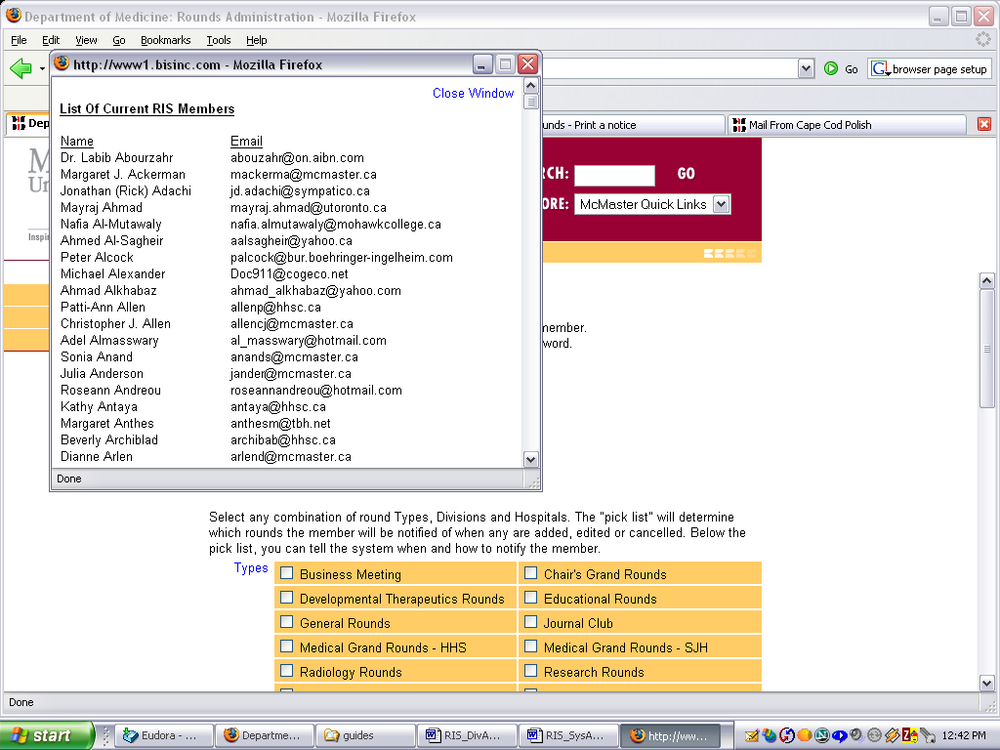 Department of Medicine: Rounds Administration - Mozilla Firefox
File Edit View Go Bookmarks Tools Help
http://www1.bisinc.com - Mozilla Firefox
Go
browser page setup
Close Window
List Of Current RIS Members
Name Email
Dr. Labib Abourzahr abouzahr@on.aibn.com
Margaret J. Ackerman mackerma@mcmaster.ca
Jonathan (Rick) Adachi jd.adachi@sympatico.ca
Mayraj Ahmad mayraj.ahmad@utoronto.ca
Nafia Al-Mutawaly nafia.almutawaly@mohawkcollege.ca
Ahmed Al-Sagheir aalsagheir@yahoo.ca
Peter Alcock palcock@bur.boehringer-ingelheim.com
Michael Alexander Doc911@cogeco.net
Ahmad Alkhabaz ahmad_alkhabaz@yahoo.com
Patti-Ann Allen allenp@hhsc.ca
Christopher J. Allen allencj@mcmaster.ca
Adel Almasswary al_masswary@hotmail.com
Sonia Anand anands@mcmaster.ca
Julia Anderson jander@mcmaster.ca
Roseann Andreou roseannandreou@hotmail.com
Kathy Antaya antaya@hhsc.ca
Margaret Anthes anthesm@tbh.net
Beverly Archiblad archibab@hhsc.ca
Dianne Arlen arlend@mcmaster.ca
Done
Dep
unds - Print a notice
Mail From Cape Cod Polish
M
Un
Inspi
CH: GO
ORE: McMaster Quick Links
member.
word.
Select any combination of round Types, Divisions and Hospitals. The "pick list" will determine
which rounds the member will be notified of when any are added, edited or cancelled. Below the
pick list, you can tell the system when and how to notify the member.
Types
Business Meeting Chair's Grand Rounds
Developmental Therapeutics Rounds Educational Rounds
General Rounds Journal Club
Medical Grand Rounds - HHS Medical Grand Rounds - SJH
Radiology Rounds Research Rounds
Done
start Eudora - ... Departme... guides RIS_DivA... RIS_SysA... http://ww... 12:42 PM